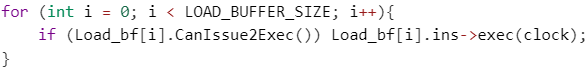 for (int i = 0; i < LOAD_BUFFER_SIZE; i++){
    if (Load_bf[i].CanIssue2Exec()) Load_bf[i].ins->exec(clock);
}